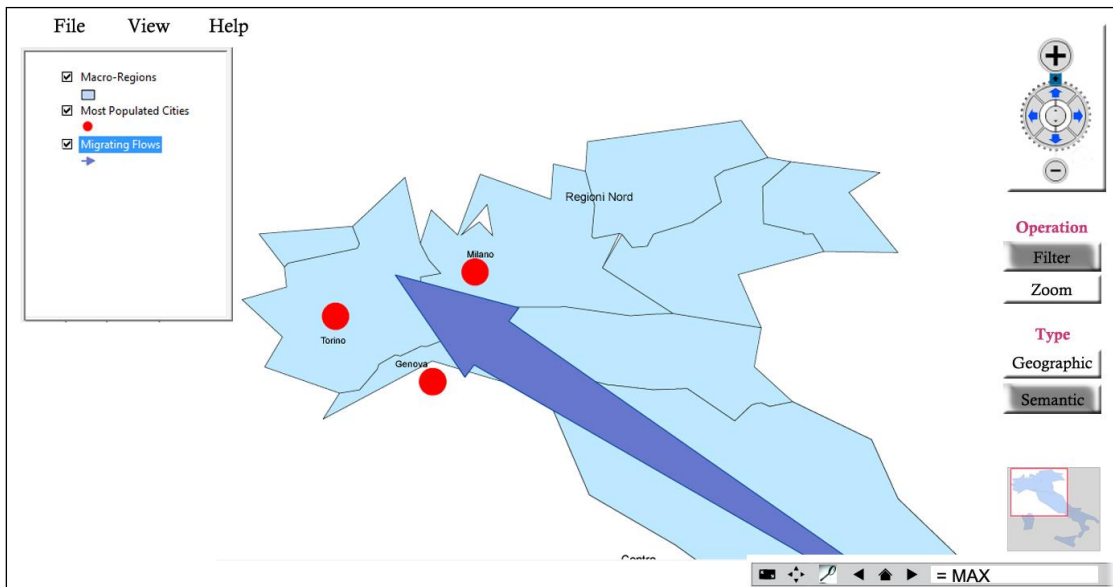 File View Help
Macro-Regions
Most Populated Cities
Migrating Flows
Regioni Nord
Milano
Torino
Genova
Centro
Operation
Filter
Zoom
Type
Geographic
Semantic
= MAX